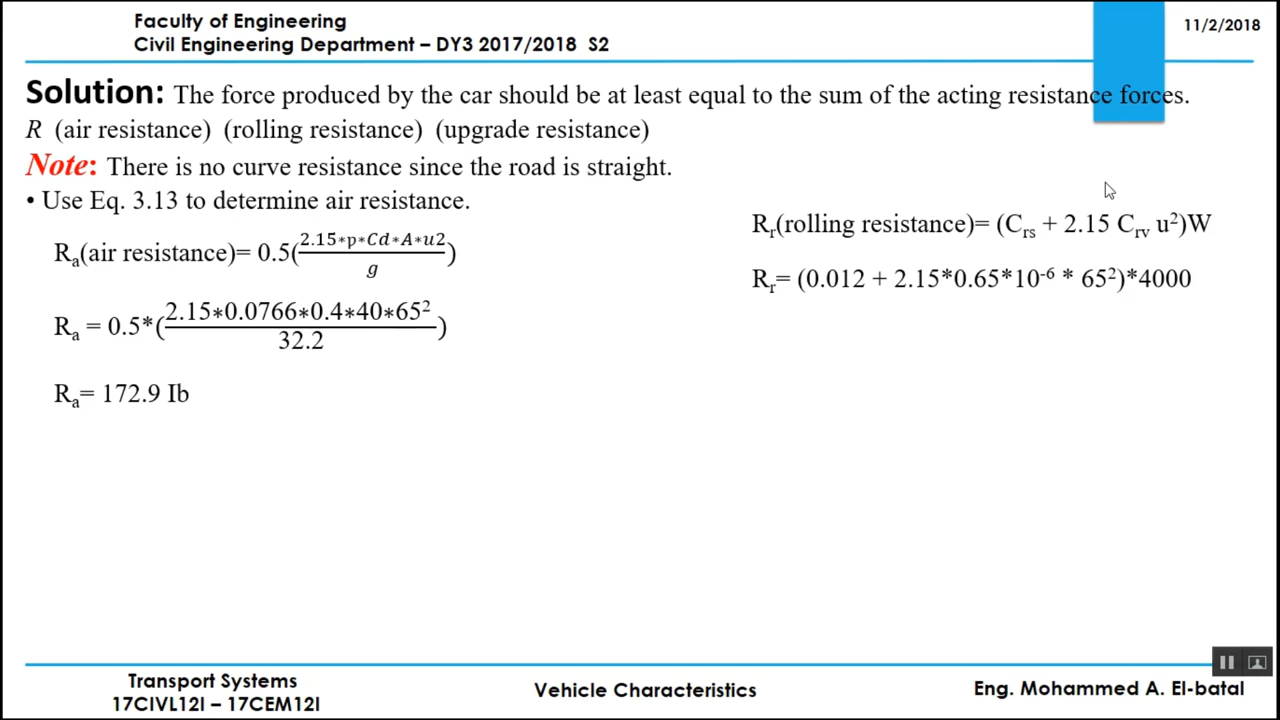 Faculty of Engineering
Civil Engineering Department – DY3 2017/2018 S2
11/2/2018
Solution: The force produced by the car should be at least equal to the sum of the acting resistance forces.
R (air resistance) (rolling resistance) (upgrade resistance)
Note: There is no curve resistance since the road is straight.
• Use Eq. 3.13 to determine air resistance.
Rₐ(air resistance)= 0.5(2.15∗p∗Cd∗A∗u2/g)
Rₐ = 0.5*(2.15∗0.0766∗0.4∗40∗65²/32.2)
Rₐ= 172.9 Ib
Rᵣ(rolling resistance)= (Cᵣₛ + 2.15 Cᵣᵥ u²)W
Rᵣ= (0.012 + 2.15*0.65*10⁻⁶ * 65²)*4000
Transport Systems
17CIVL12I – 17CEM12I
Vehicle Characteristics
Eng. Mohammed A. El-batal